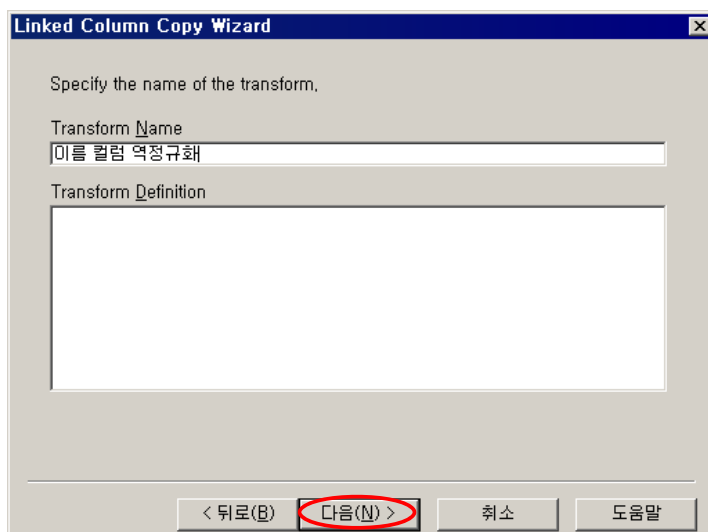 Linked Column Copy Wizard
Specify the name of the transform,
Transform Name
이름 컬럼 역정규화
Transform Definition
< 뒤로(B) 다음(N) > 취소 도움말